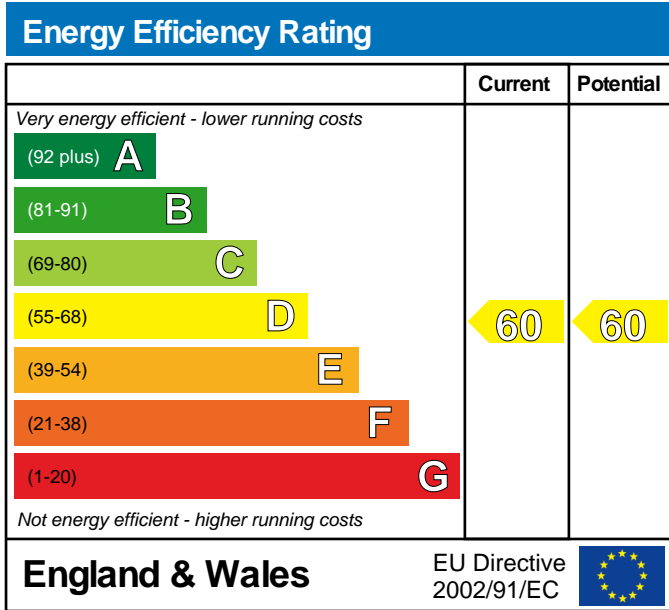 Energy Efficiency Rating
Current Potential
Very energy efficient - lower running costs
(92 plus) A
(81-91) B
(69-80) C
(55-68) D 60 60
(39-54) E
(21-38) F
(1-20) G
Not energy efficient - higher running costs
England & Wales
EU Directive
2002/91/EC